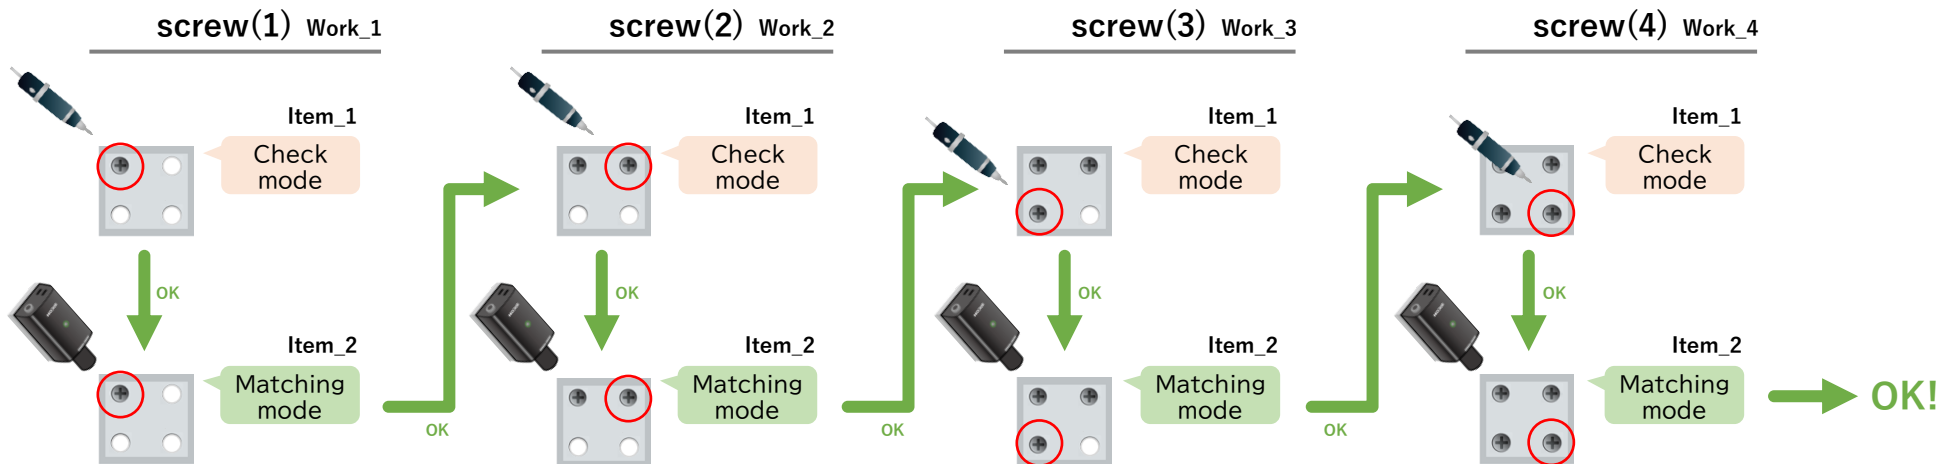 screw(1) Work_1
screw(2) Work_2
screw(3) Work_3
screw(4) Work_4
Item_1
Check
mode
Item_1
Check
mode
Item_1
Check
mode
Item_1
Check
mode
OK
OK
OK
OK
Item_2
Matching
mode
Item_2
Matching
mode
Item_2
Matching
mode
Item_2
Matching
mode
OK
OK
OK
OK!